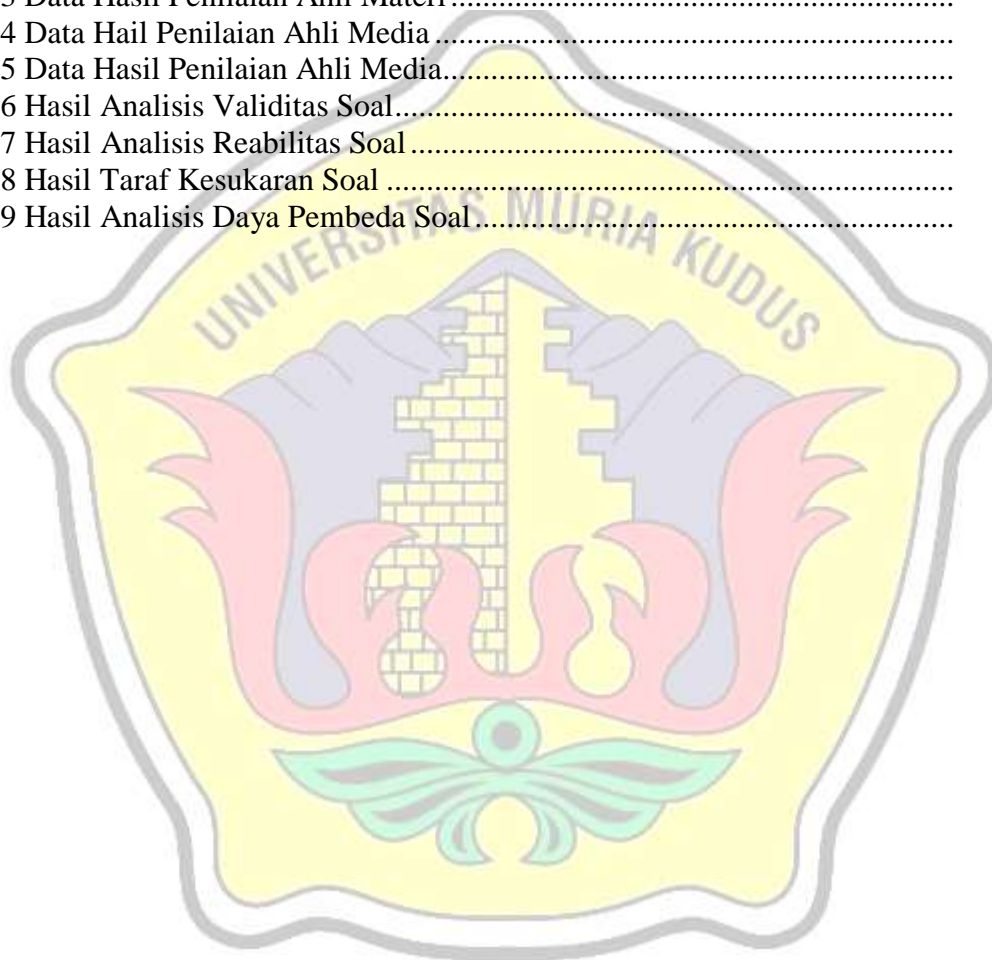 3 Data Hasil Penilaian Ahli Materi
4 Data Hail Penilaian Ahli Media
5 Data Hasil Penilaian Ahli Media
6 Hasil Analisis Validitas Soal
7 Hasil Analisis Reabilitas Soal
8 Hasil Taraf Kesukaran Soal
9 Hasil Analisis Daya Pembeda Soal
UNIVERSITAS MURIA KUDUS